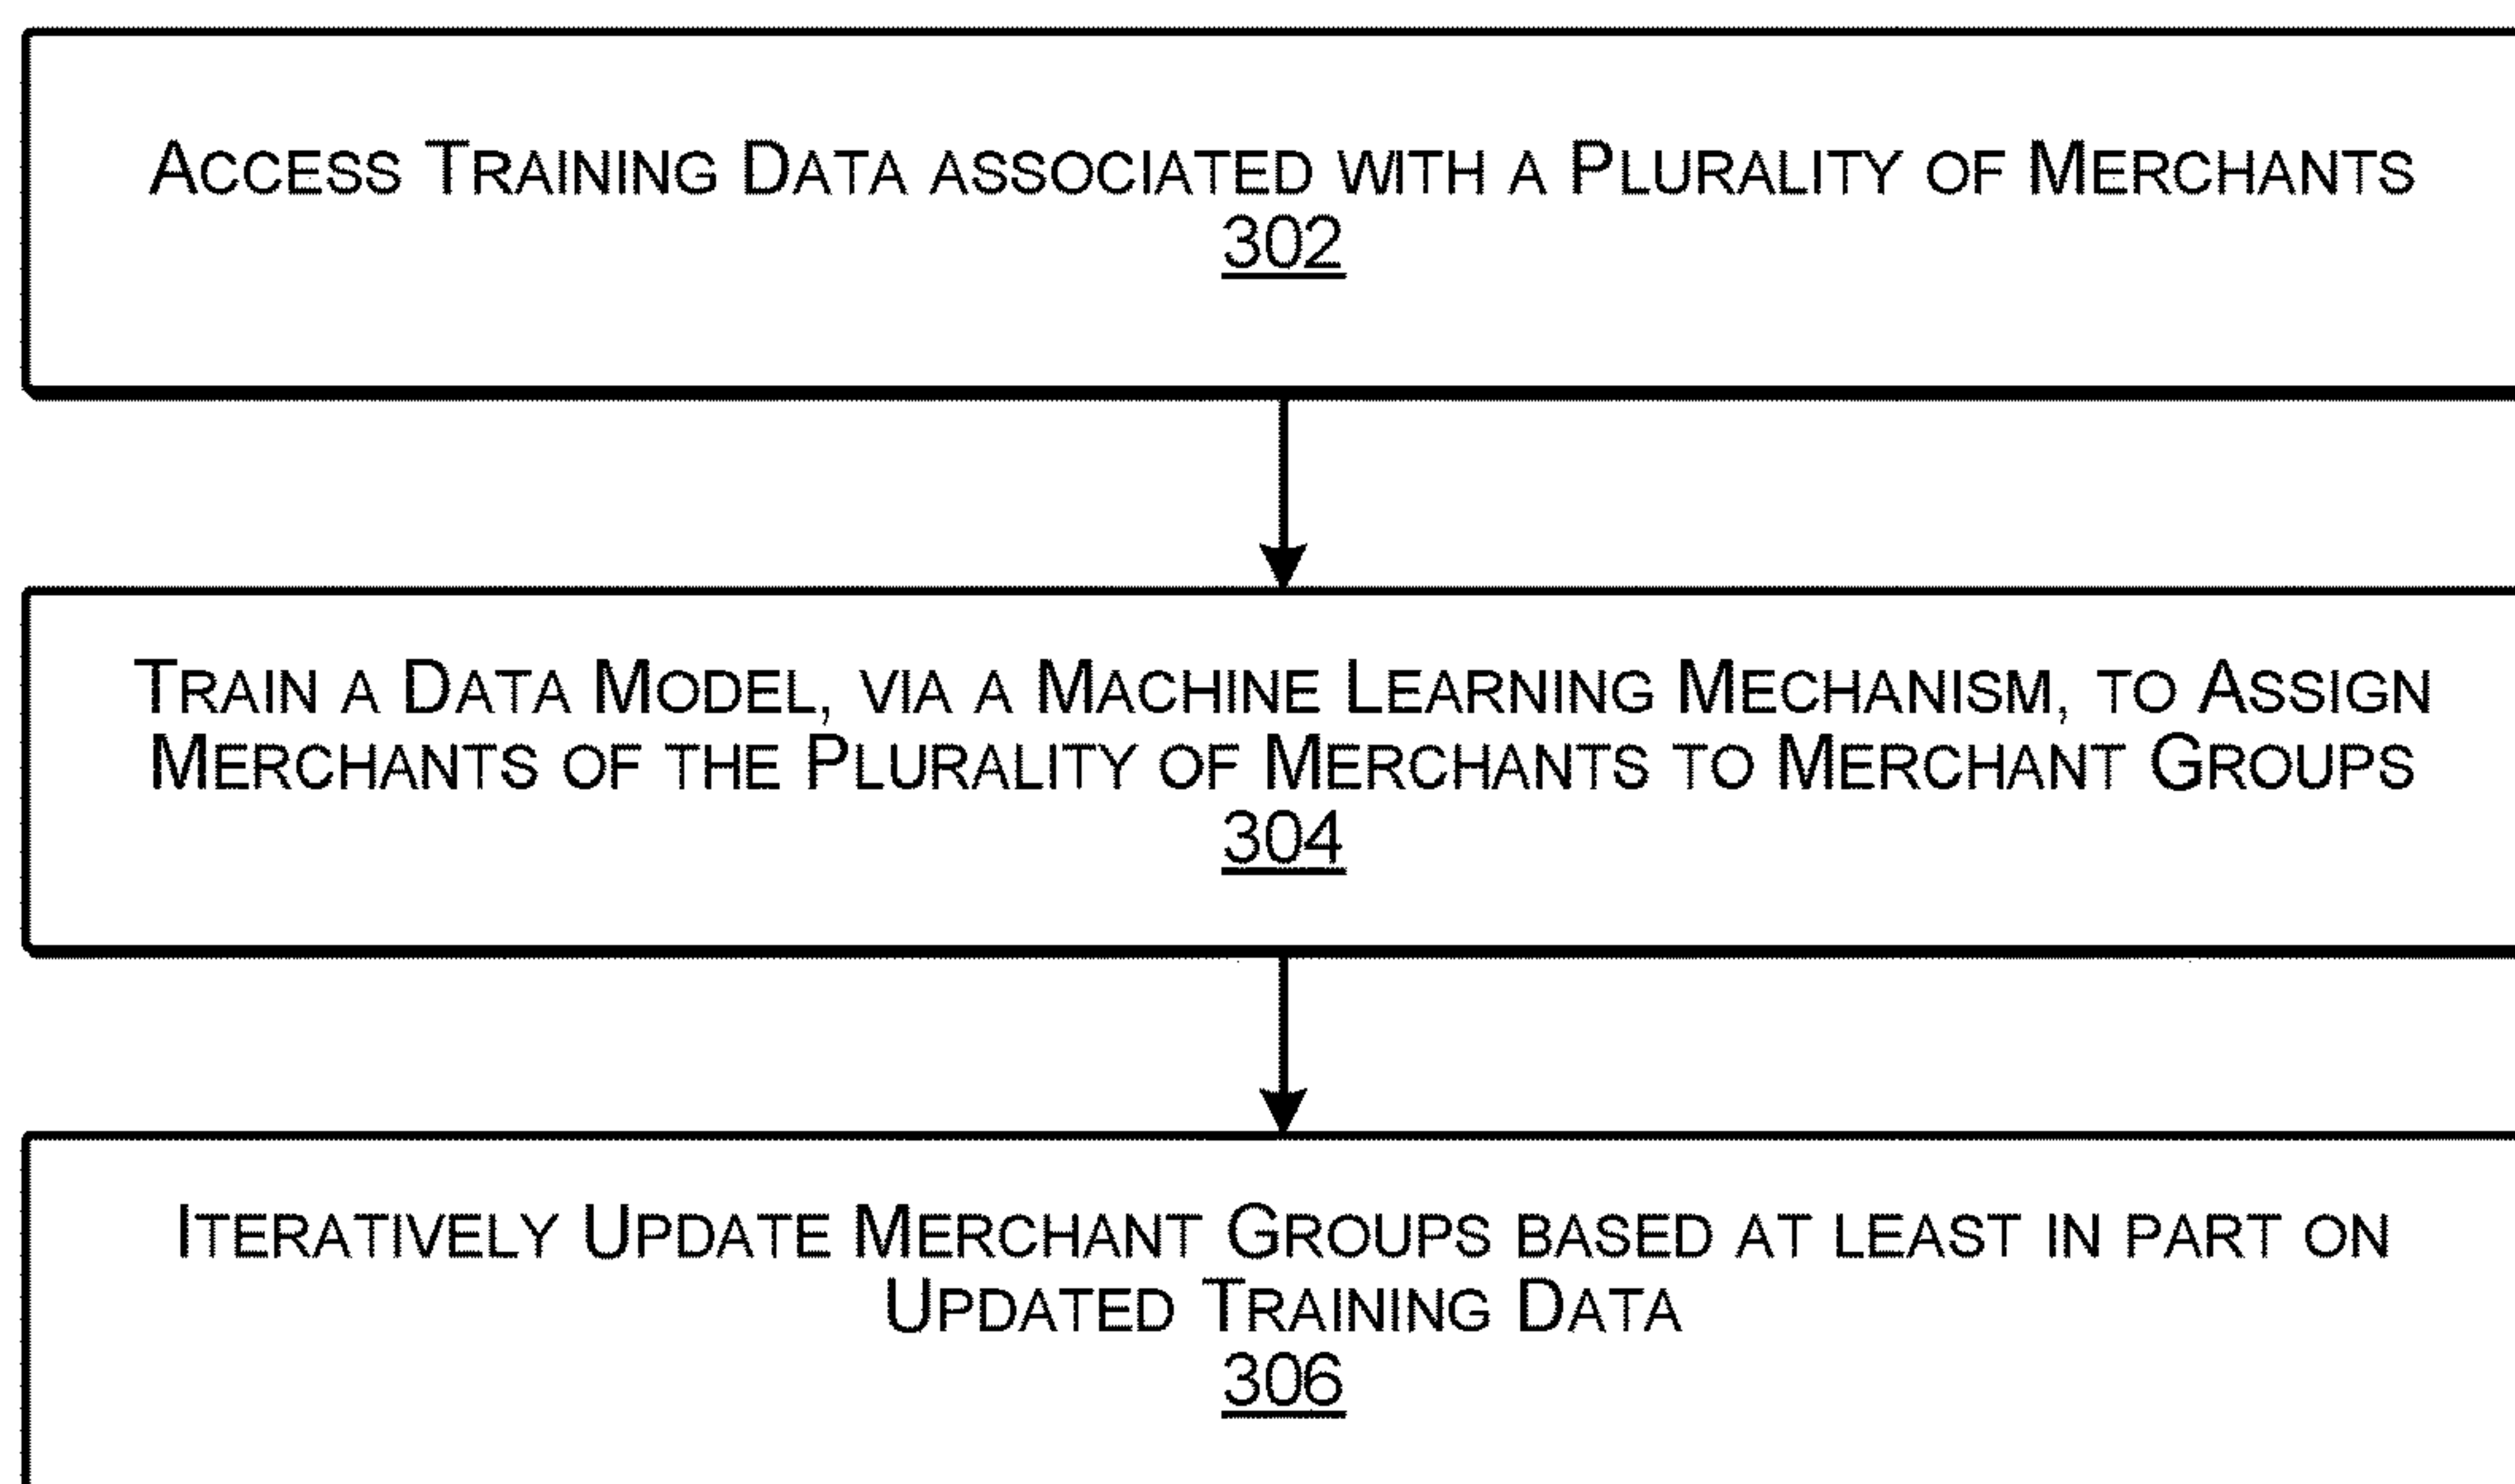 ACCESS TRAINING DATA ASSOCIATED WITH A PLURALITY OF MERCHANTS
302
TRAIN A DATA MODEL, VIA A MACHINE LEARNING MECHANISM, TO ASSIGN
MERCHANTS OF THE PLURALITY OF MERCHANTS TO MERCHANT GROUPS
304
ITERATIVELY UPDATE MERCHANT GROUPS BASED AT LEAST IN PART ON
UPDATED TRAINING DATA
306